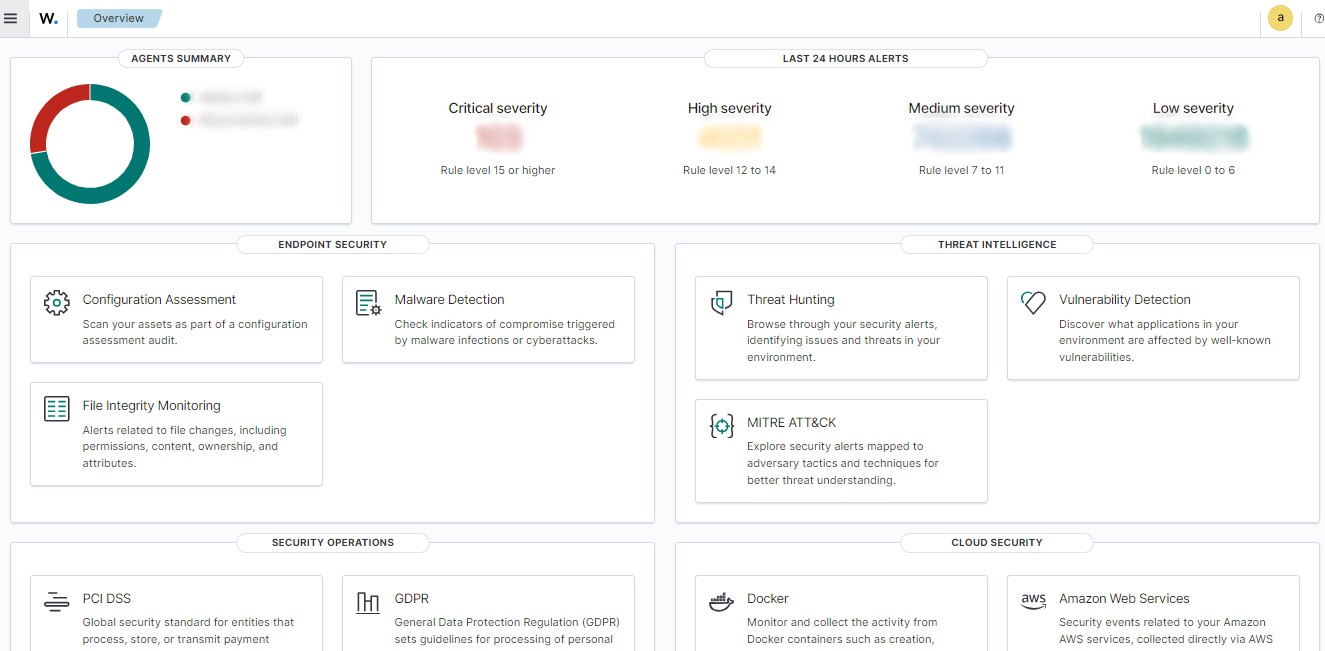 W.
Overview
a
AGENTS SUMMARY
LAST 24 HOURS ALERTS
Critical severity
Rule level 15 or higher
High severity
Rule level 12 to 14
Medium severity
Rule level 7 to 11
Low severity
Rule level 0 to 6
ENDPOINT SECURITY
Configuration Assessment
Scan your assets as part of a configuration
assessment audit.
Malware Detection
Check indicators of compromise triggered
by malware infections or cyberattacks.
File Integrity Monitoring
Alerts related to file changes, including
permissions, content, ownership, and
attributes.
THREAT INTELLIGENCE
Threat Hunting
Browse through your security alerts,
identifying issues and threats in your
environment.
Vulnerability Detection
Discover what applications in your
environment are affected by well-known
vulnerabilities.
MITRE ATT&CK
Explore security alerts mapped to
adversary tactics and techniques for
better threat understanding.
SECURITY OPERATIONS
PCI DSS
Global security standard for entities that
process, store, or transmit payment
GDPR
General Data Protection Regulation (GDPR)
sets guidelines for processing of personal
CLOUD SECURITY
Docker
Monitor and collect the activity from
Docker containers such as creation,
aws
Amazon Web Services
Security events related to your Amazon
AWS services, collected directly via AWS